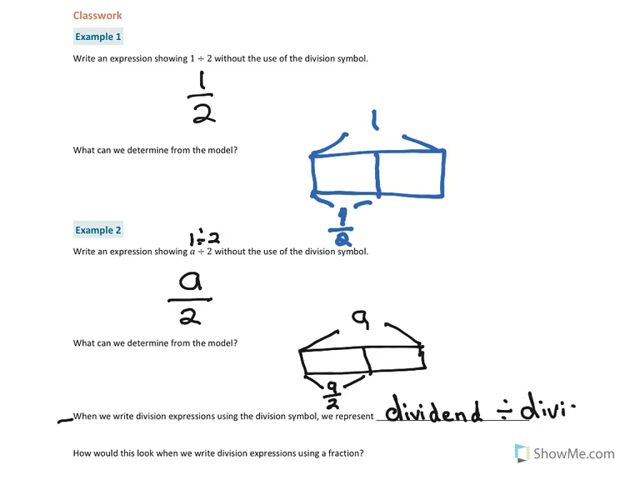 Classwork
Example 1
Write an expression showing 1 ÷ 2 without the use of the division symbol.
1
2
1
What can we determine from the model?
1
2
Example 2
1÷2
Write an expression showing a ÷ 2 without the use of the division symbol.
a
2
a
What can we determine from the model?
a
2
When we write division expressions using the division symbol, we represent dividend ÷ divi
How would this look when we write division expressions using a fraction?
ShowMe.com